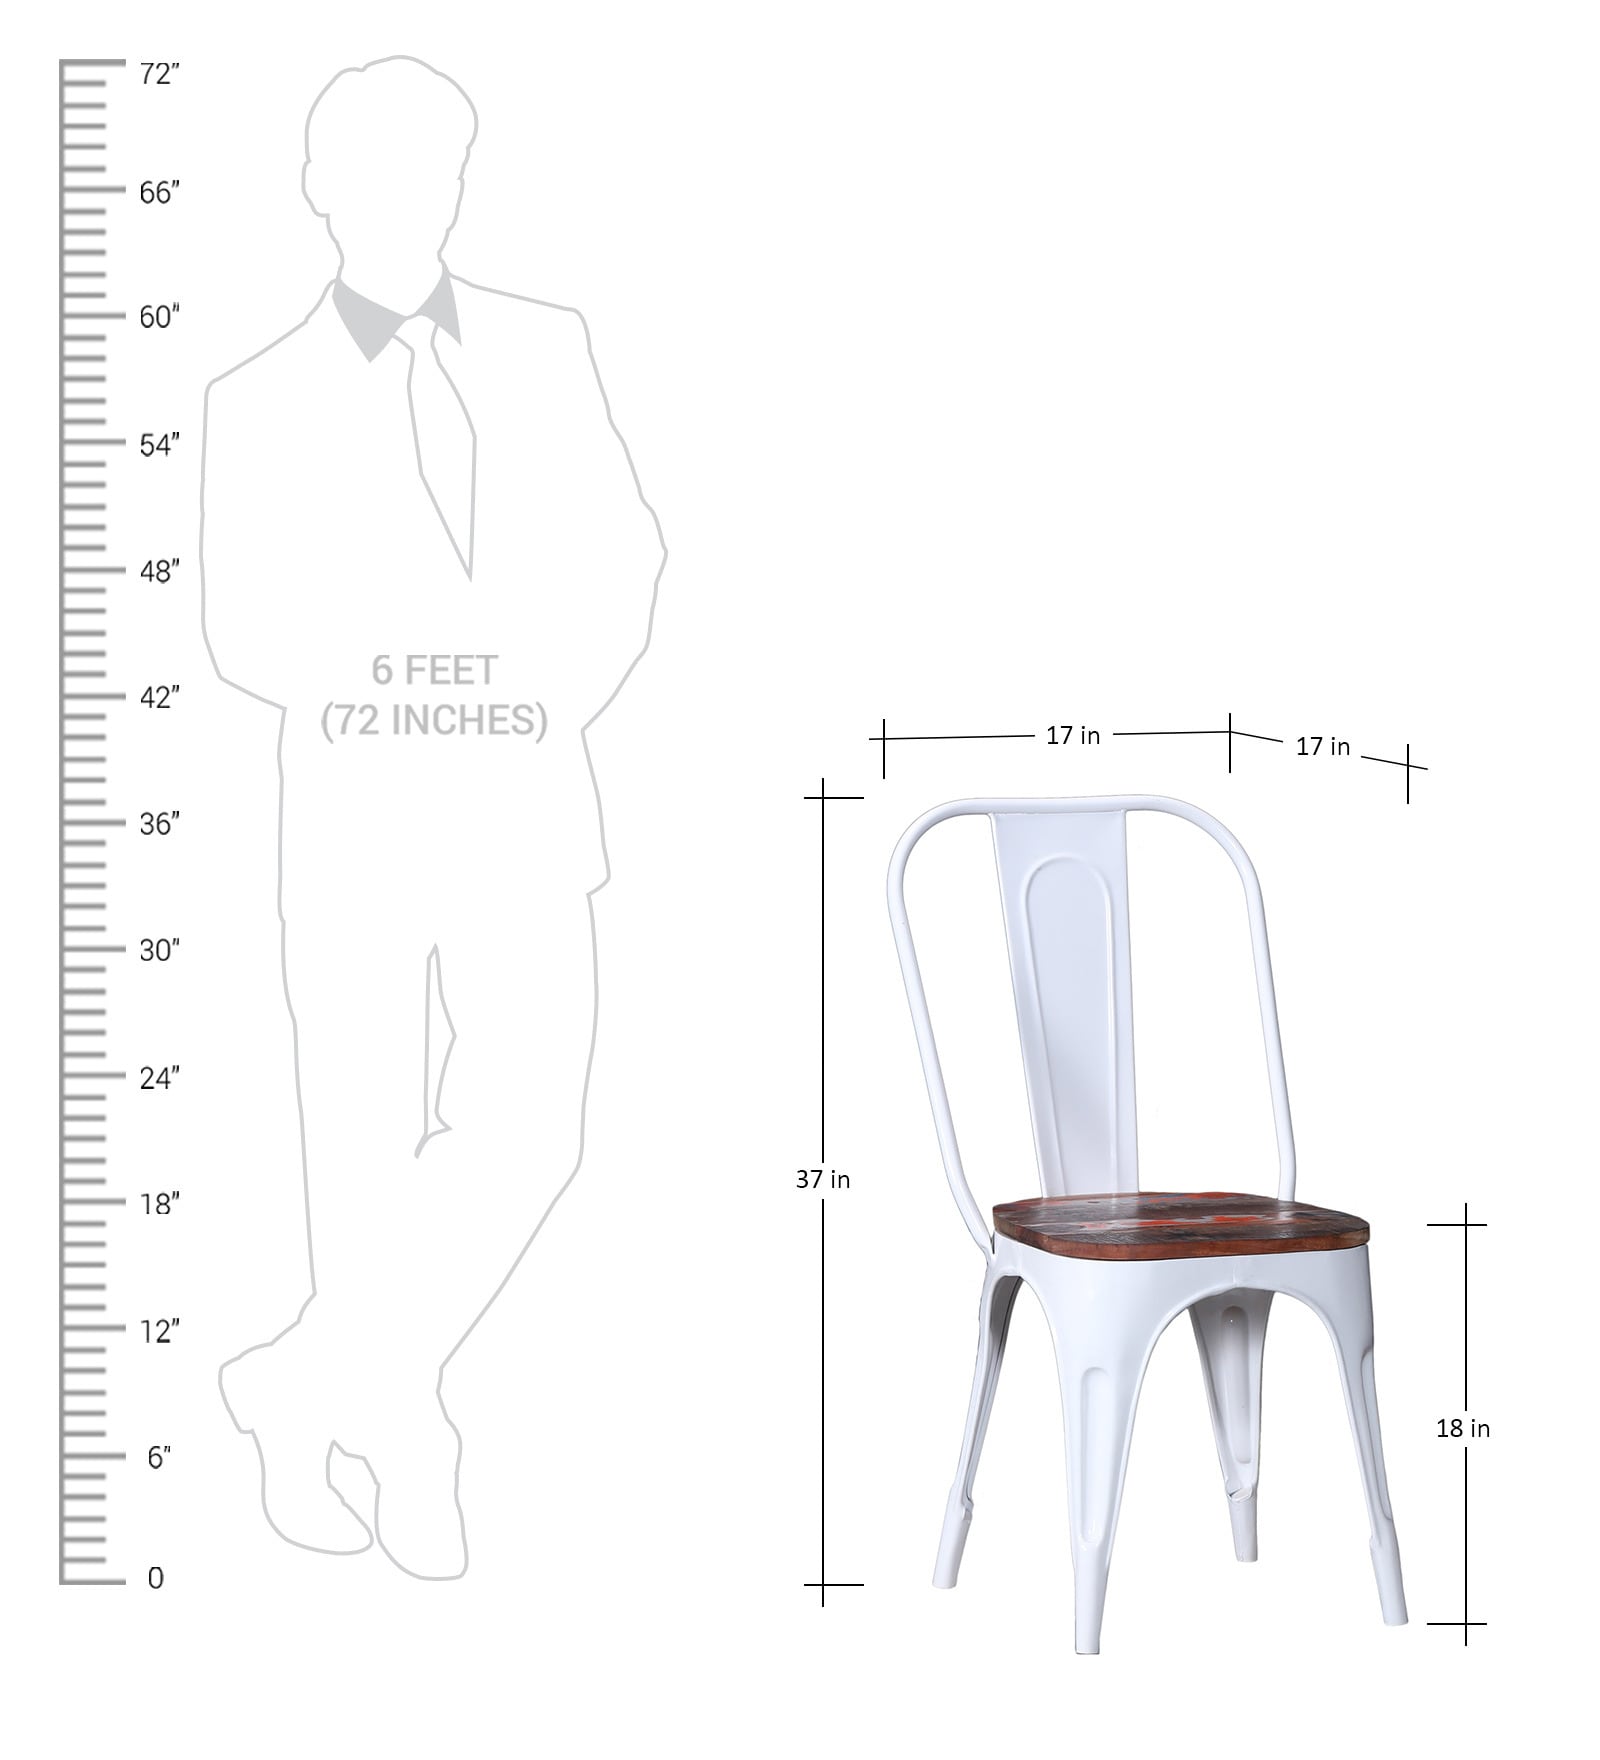 72”
66”
60”
54”
48”
6 FEET
(72 INCHES)
42”
36”
30”
24”
18”
12”
6”
0
17 in
17 in
37 in
18 in